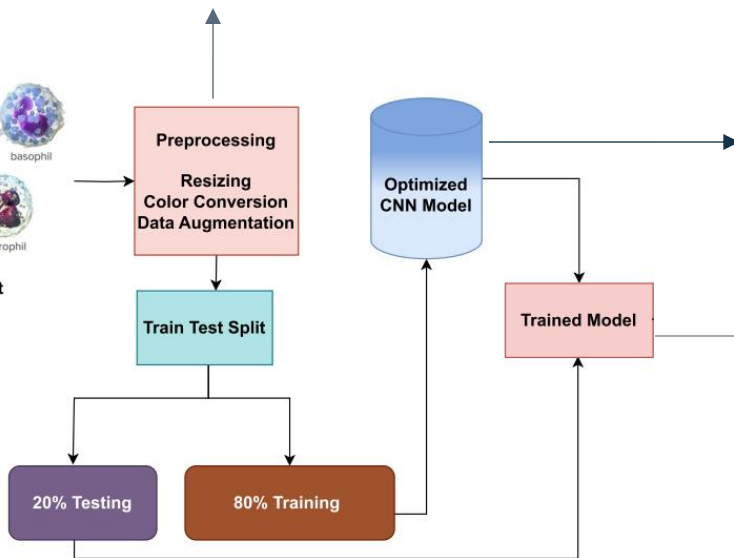 basophil
rophil
t
Preprocessing
Resizing
Color Conversion
Data Augmentation
Train Test Split
20% Testing
80% Training
Optimized
CNN Model
Trained Model